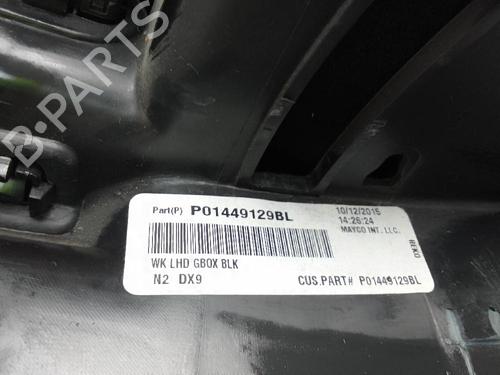 B-PARTS
Part(P) P01449129BL
10/12/2015
14:26:24
MAYCO INT. LLC.
REKO
WK LHD GBOX BLK
N2 DX9
CUS.PART# P01449129BL